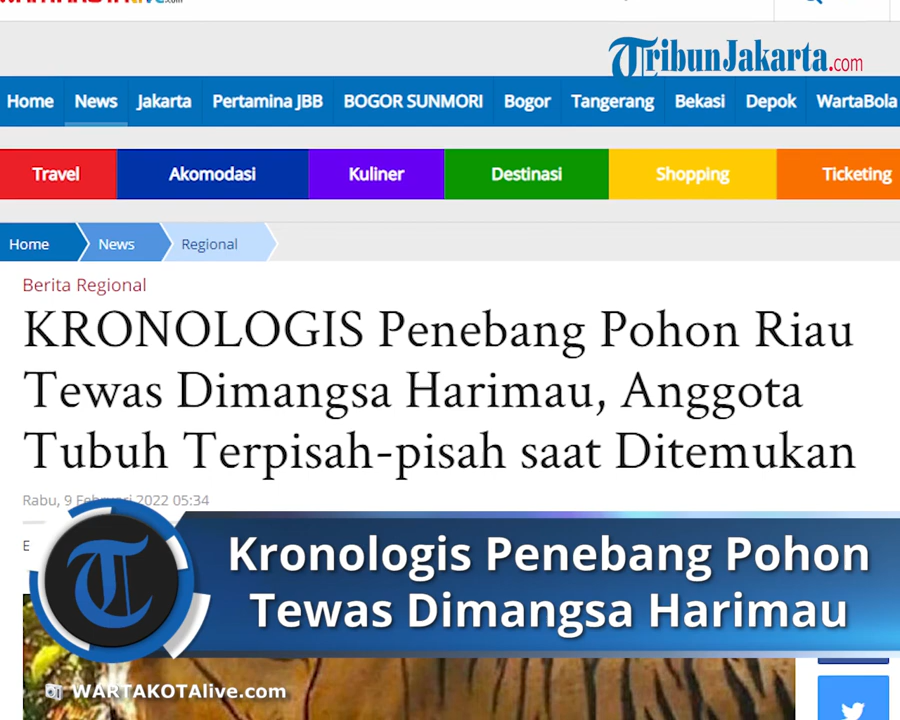 TribunJakarta.com
Home News Jakarta Pertamina JBB BOGOR SUNMORI Bogor Tangerang Bekasi Depok WartaBola
Travel Akomodasi Kuliner Destinasi Shopping Ticketing
Home News Regional
Berita Regional
KRONOLOGIS Penebang Pohon Riau
Tewas Dimangsa Harimau, Anggota
Tubuh Terpisah-pisah saat Ditemukan
Rabu, 9 Februari 2022 05:34
E
Kronologis Penebang Pohon
Tewas Dimangsa Harimau
WARTAKOTAlive.com